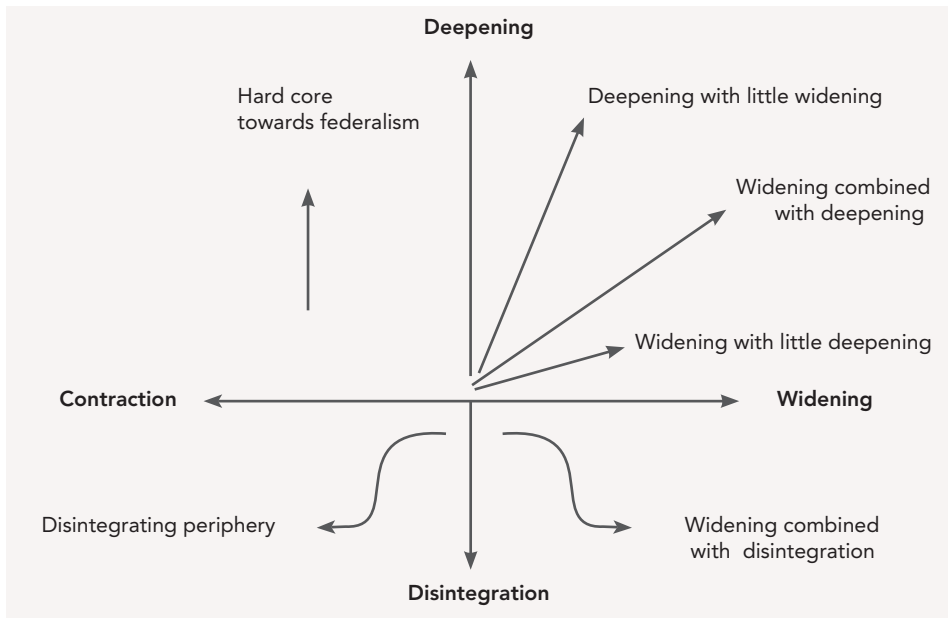 Deepening
Hard core
towards federalism
Deepening with little widening
Widening combined
with deepening
Widening with little deepening
Contraction
Widening
Disintegrating periphery
Widening combined
with disintegration
Disintegration